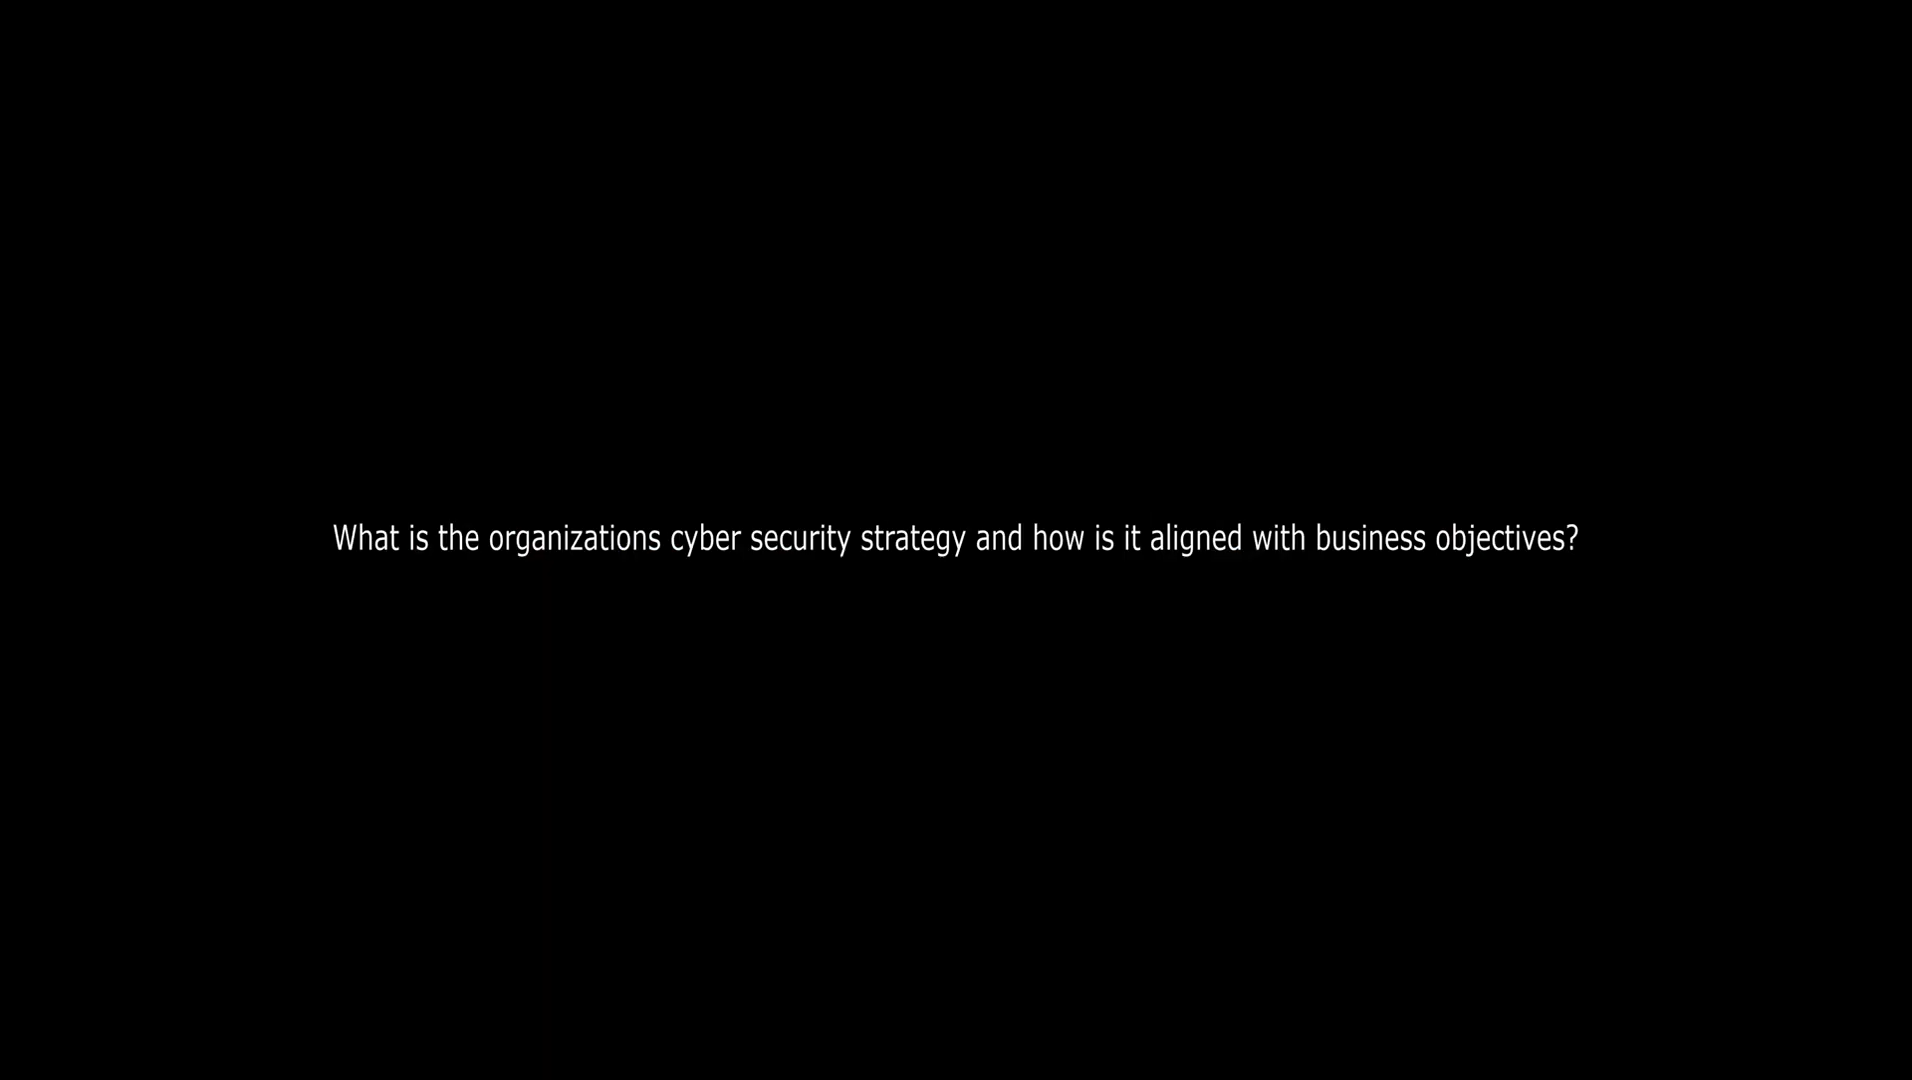 What is the organizations cyber security strategy and how is it aligned with business objectives?